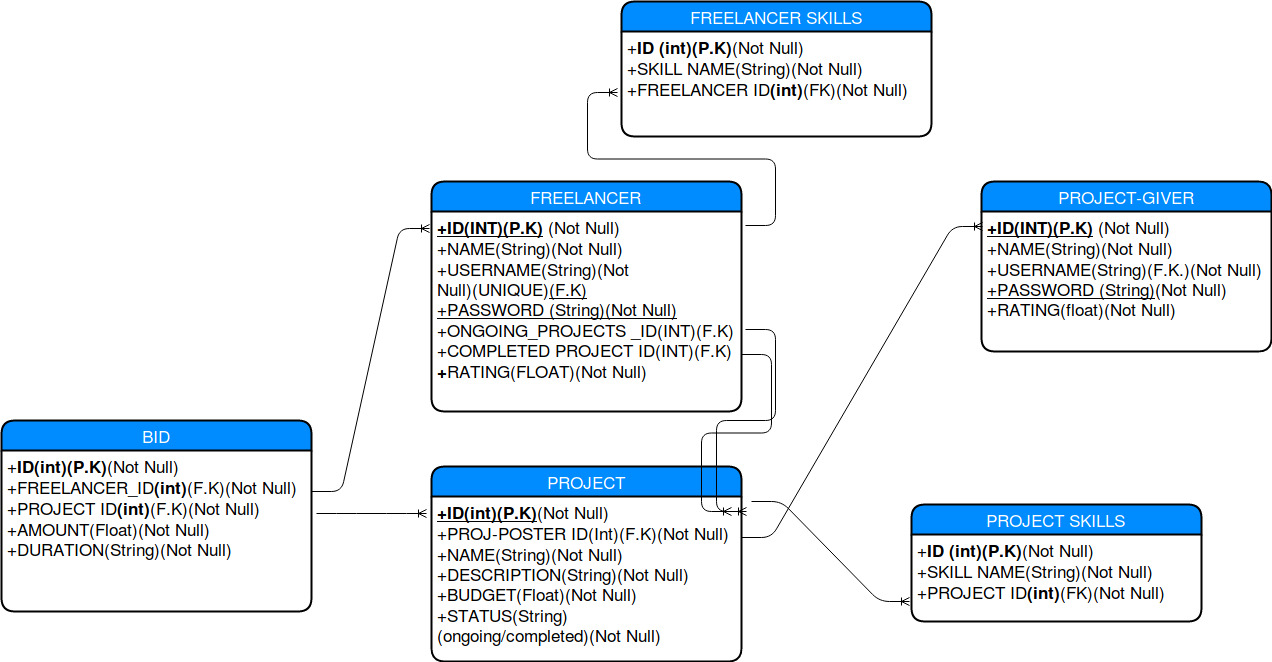 FREELANCER SKILLS
+ID (int)(P.K)(Not Null)
+SKILL NAME(String)(Not Null)
+FREELANCER ID(int)(FK)(Not Null)
FREELANCER
+ID(INT)(P.K) (Not Null)
+NAME(String)(Not Null)
+USERNAME(String)(Not
Null)(UNIQUE)(F.K)
+PASSWORD (String)(Not Null)
+ONGOING_PROJECTS _ID(INT)(F.K)
+COMPLETED PROJECT ID(INT)(F.K)
+RATING(FLOAT)(Not Null)
PROJECT-GIVER
+ID(INT)(P.K) (Not Null)
+NAME(String)(Not Null)
+USERNAME(String)(F.K.)(Not Null)
+PASSWORD (String)(Not Null)
+RATING(float)(Not Null)
BID
+ID(int)(P.K)(Not Null)
+FREELANCER_ID(int)(F.K)(Not Null)
+PROJECT ID(int)(F.K)(Not Null)
+AMOUNT(Float)(Not Null)
+DURATION(String)(Not Null)
PROJECT
+ID(int)(P.K)(Not Null)
+PROJ-POSTER ID(Int)(F.K)(Not Null)
+NAME(String)(Not Null)
+DESCRIPTION(String)(Not Null)
+BUDGET(Float)(Not Null)
+STATUS(String)
(ongoing/completed)(Not Null)
PROJECT SKILLS
+ID (int)(P.K)(Not Null)
+SKILL NAME(String)(Not Null)
+PROJECT ID(int)(FK)(Not Null)